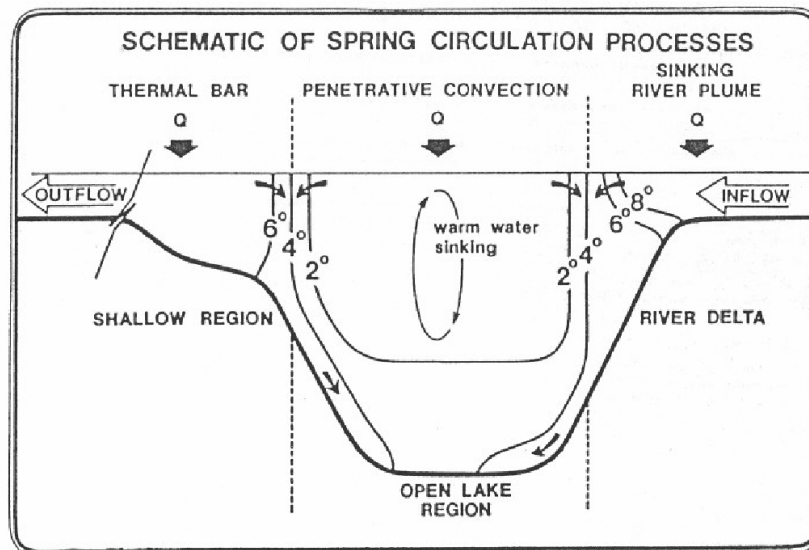 SCHEMATIC OF SPRING CIRCULATION PROCESSES
THERMAL BAR
PENETRATIVE CONVECTION
SINKING
RIVER PLUME
Q
Q
Q
OUTFLOW
INFLOW
6°
4°
2°
warm water
sinking
2°
4°
6°
8°
SHALLOW REGION
RIVER DELTA
OPEN LAKE
REGION